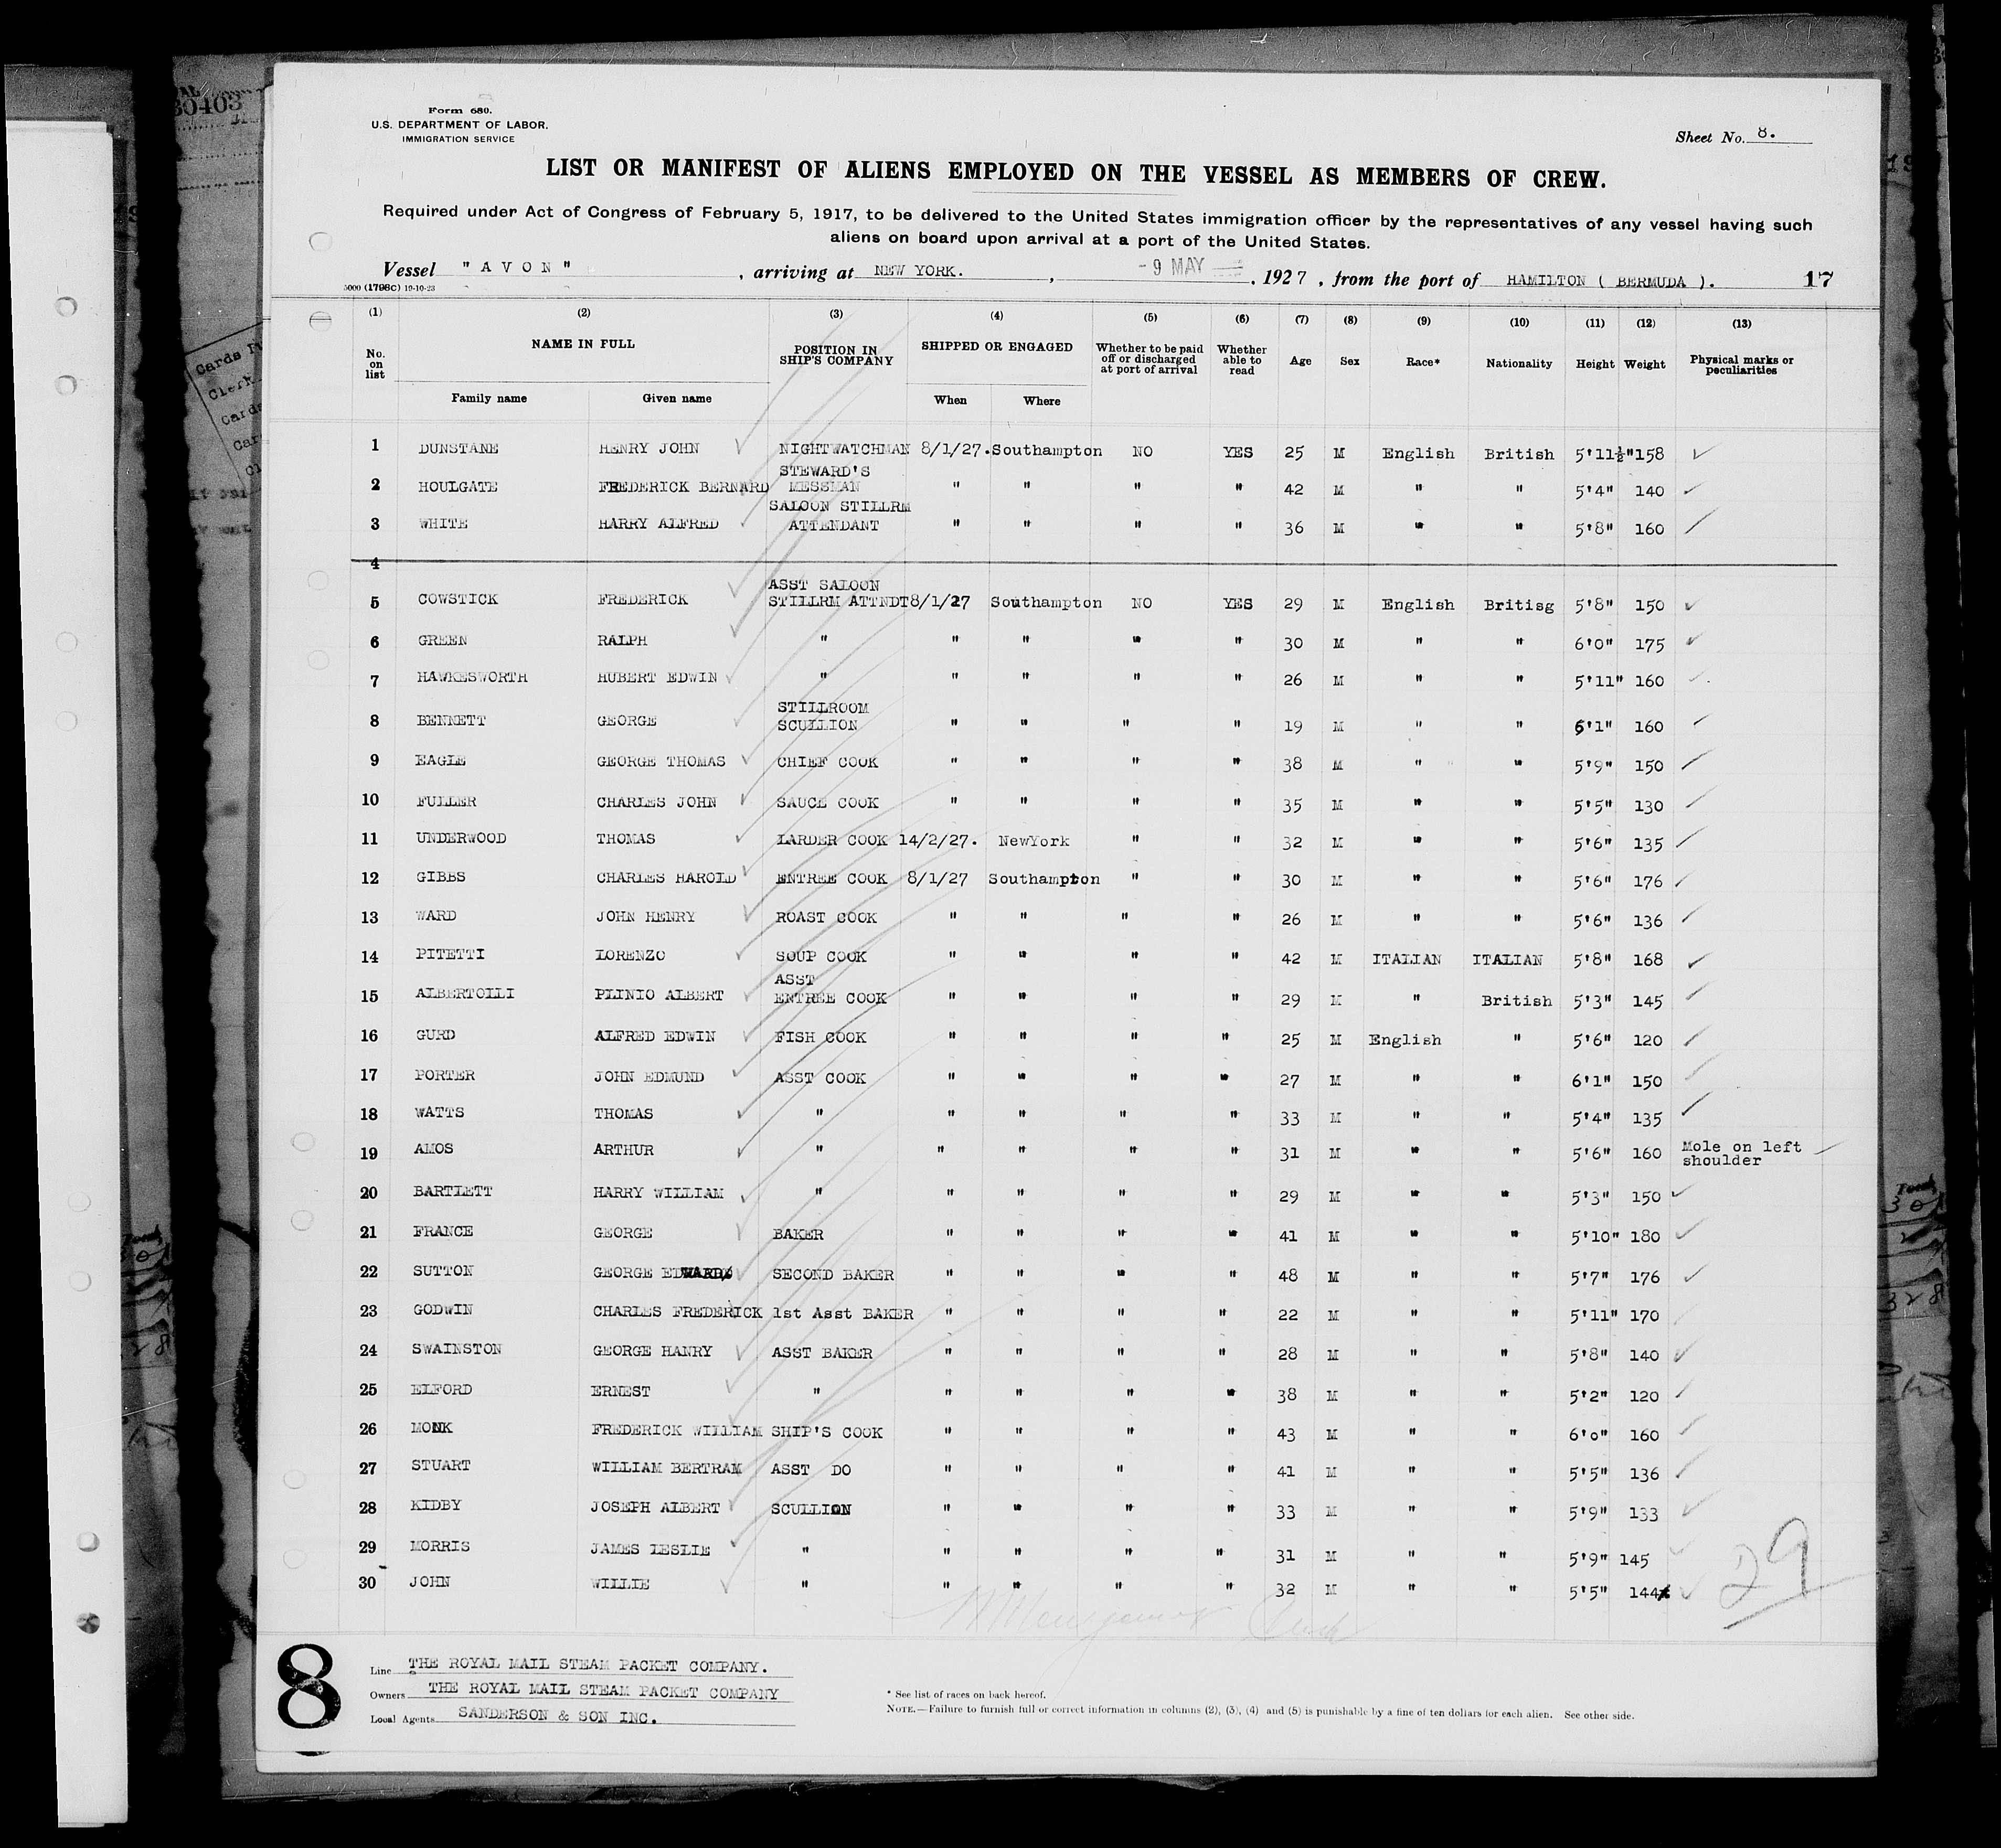 Form 680.
U.S. DEPARTMENT OF LABOR.
IMMIGRATION SERVICE
Sheet No. 8.
LIST OR MANIFEST OF ALIENS EMPLOYED ON THE VESSEL AS MEMBERS OF CREW.
Required under Act of Congress of February 5, 1917, to be delivered to the United States immigration officer by the representatives of any vessel having such
aliens on board upon arrival at a port of the United States.
Vessel " A V O N " , arriving at NEW YORK. , - 9 MAY , 1927 , from the port of HAMILTON ( BERMUDA ). 17
5000 (1798C) 10-10-23
(1) (2) (3) (4) (5) (6) (7) (8) (9) (10) (11) (12) (13)
No. on list NAME IN FULL POSITION IN SHIP'S COMPANY SHIPPED OR ENGAGED Whether to be paid off or discharged at port of arrival Whether able to read Age Sex Race* Nationality Height Weight Physical marks or peculiarities
Family name Given name When Where
1 DUNSTANE HENRY JOHN NIGHTWATCHMAN 8/1/27. Southampton NO YES 25 M English British 5'11½" 158
2 HOULGATE FREDERICK BERNARD STEWARD'S MESSMAN " " " " 42 M " " 5'4" 140
3 WHITE HARRY ALFRED SALOON STILLRM ATTENDANT " " " " 36 M " " 5'8" 160
4
5 COWSTICK FREDERICK ASST SALOON STILLRM ATTNDT 8/1/27 Southampton NO YES 29 M English Britisg 5'8" 150
6 GREEN RALPH " " " " " 30 M " " 6'0" 175
7 HAWKESWORTH HUBERT EDWIN " " " " " 26 M " " 5'11" 160
8 BENNETT GEORGE STILLROOM SCULLION " " " " 19 M " " 6'1" 160
9 EAGLE GEORGE THOMAS CHIEF COOK " " " " 38 M " " 5'9" 150
10 FULLER CHARLES JOHN SAUCE COOK " " " " 35 M " " 5'5" 130
11 UNDERWOOD THOMAS LARDER COOK 14/2/27. NewYork " " 32 M " " 5'6" 135
12 GIBBS CHARLES HAROLD ENTREE COOK 8/1/27 Southampton " " 30 M " " 5'6" 176
13 WARD JOHN HENRY ROAST COOK " " " " 26 M " " 5'6" 136
14 PITETTI LORENZO SOUP COOK " " " " 42 M ITALIAN ITALIAN 5'8" 168
15 ALBERTOLLI PLINIO ALBERT ASST ENTREE COOK " " " " 29 M " British 5'3" 145
16 GURD ALFRED EDWIN FISH COOK " " " " 25 M English " 5'6" 120
17 PORTER JOHN EDMUND ASST COOK " " " " 27 M " " 6'1" 150
18 WATTS THOMAS " " " " " 33 M " " 5'4" 135
19 AMOS ARTHUR " " " " " 31 M " " 5'6" 160 Mole on left shoulder
20 BARTLETT HARRY WILLIAM " " " " " 29 M " " 5'3" 150
21 FRANCE GEORGE BAKER " " " " 41 M " " 5'10" 180
22 SUTTON GEORGE EDWARD SECOND BAKER " " " " 48 M " " 5'7" 176
23 GODWIN CHARLES FREDERICK 1st Asst BAKER " " " " 22 M " " 5'11" 170
24 SWAINSTON GEORGE HANRY ASST BAKER " " " " 28 M " " 5'8" 140
25 ELFORD ERNEST " " " " " 38 M " " 5'2" 120
26 MONK FREDERICK WILLIAM SHIP'S COOK " " " " 43 M " " 6'0" 160
27 STUART WILLIAM BERTRAM ASST DO " " " " 41 M " " 5'5" 136
28 KIDBY JOSEPH ALBERT SCULLION " " " " 33 M " " 5'9" 133
29 MORRIS JAMES LESLIE " " " " " 31 M " " 5'9" 145
30 JOHN WILLIE " " " " " 32 M " " 5'5" 144
29
8
Line THE ROYAL MAIL STEAM PACKET COMPANY.
Owners THE ROYAL MAIL STEAM PACKET COMPANY
Local Agents SANDERSON & SON INC.
* See list of races on back hereof.
NOTE.—Failure to furnish full or correct information in columns (2), (3), (4) and (5) is punishable by a fine of ten dollars for each alien. See other side.
30403
Cards
Clerk
Cards
328